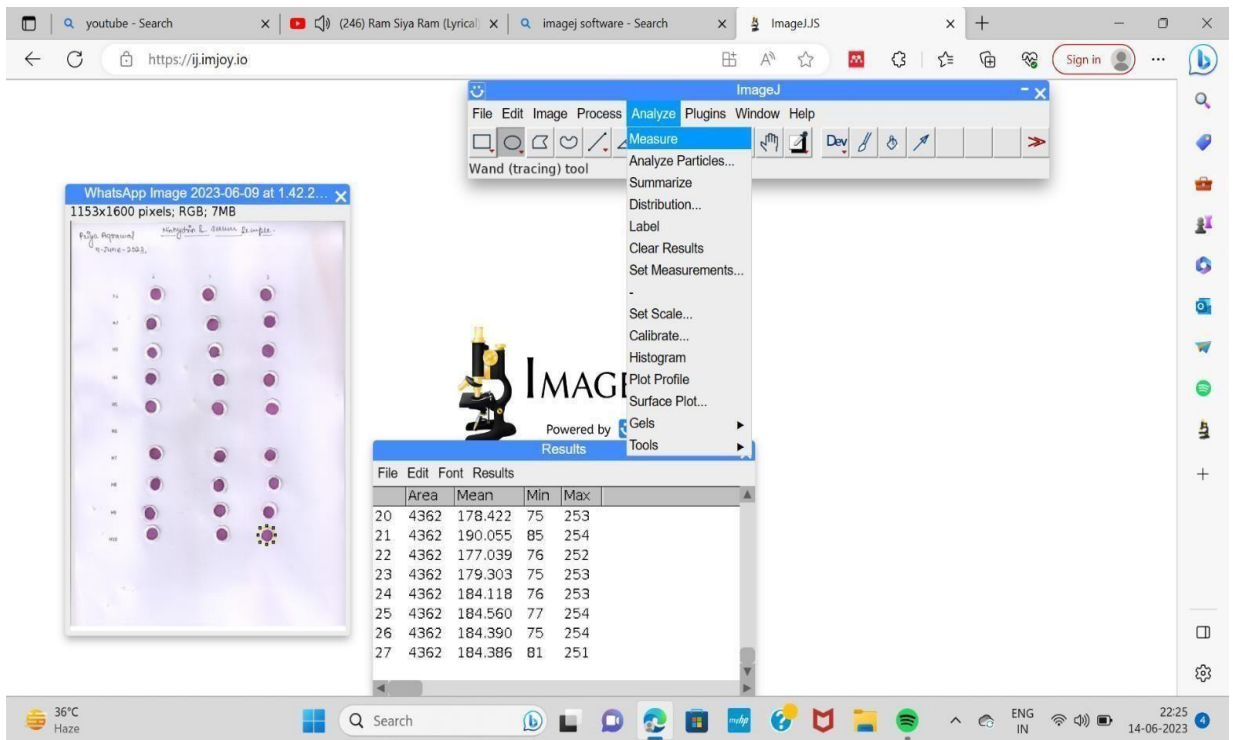 youtube - Search
(246) Ram Siya Ram (Lyrical)
imagej software - Search
ImageJ.JS
https://ij.imjoy.io
Sign in
ImageJ
File Edit Image Process Analyze Plugins Window Help
Dev
Wand (tracing) tool
Measure
Analyze Particles...
Summarize
Distribution...
Label
Clear Results
Set Measurements...
-
Set Scale...
Calibrate...
Histogram
Plot Profile
Surface Plot...
Gels
Tools
WhatsApp Image 2023-06-09 at 1.42.2...
1153x1600 pixels; RGB; 7MB
Priya Agrawal
-June-2023.
IMAGE
Powered by
Results
File Edit Font Results
Area Mean Min Max
20 4362 178.422 75 253
21 4362 190.055 85 254
22 4362 177.039 76 252
23 4362 179.303 75 253
24 4362 184.118 76 253
25 4362 184.560 77 254
26 4362 184.390 75 254
27 4362 184.386 81 251
36°C
Haze
Search
ENG
IN
22:25
14-06-2023
4